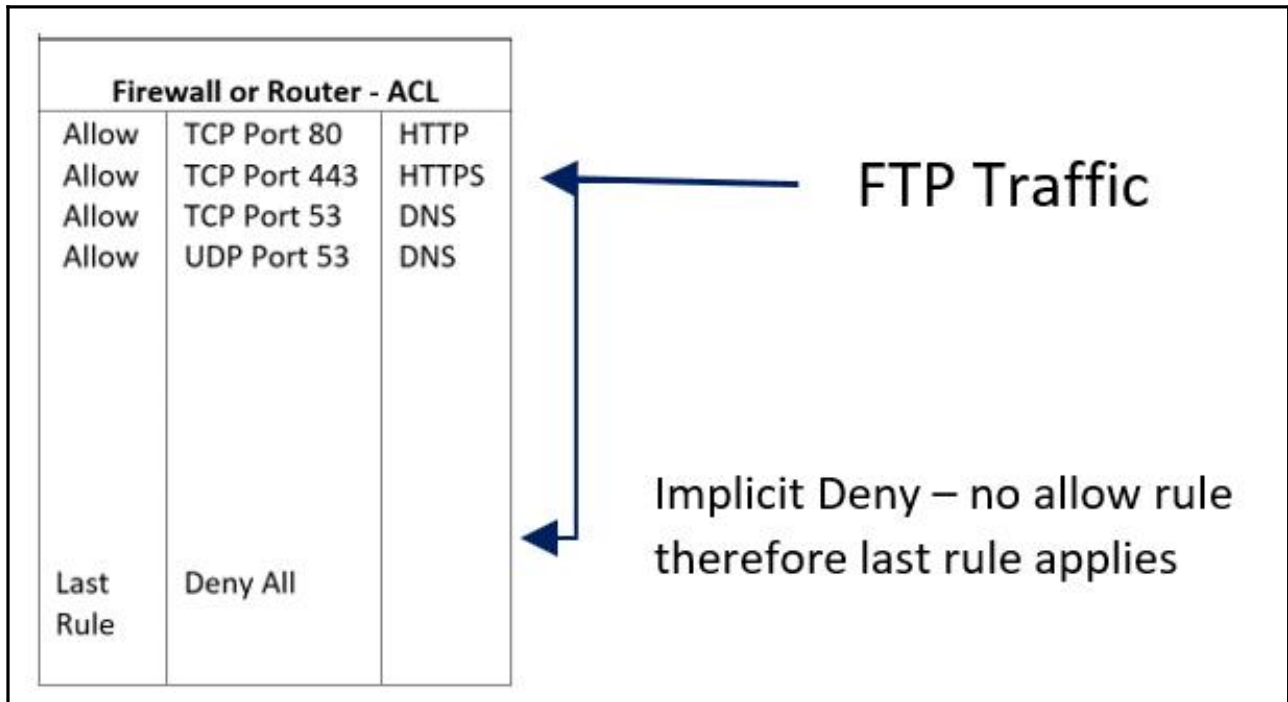 Firewall or Router - ACL
Allow TCP Port 80 HTTP
Allow TCP Port 443 HTTPS
Allow TCP Port 53 DNS
Allow UDP Port 53 DNS
FTP Traffic
Implicit Deny – no allow rule
therefore last rule applies
Last Deny All
Rule